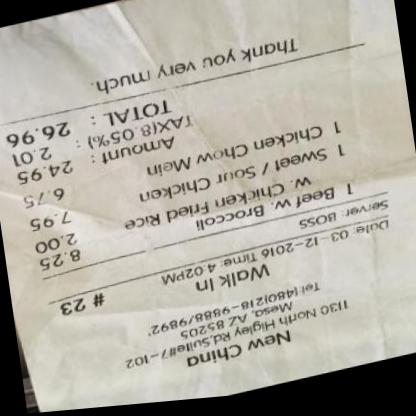 New China
1130 North Higley Rd.Suite#7-102
Mesa, AZ 85205
Tel:(480)218-9888/9892
Walk In # 23
Date: 03-12-2016 Time: 4:02PM
Server: BOSS
1 Beef w. Broccoli 8.25
W. Chicken Fried Rice 2.00
1 Sweet / Sour Chicken 7.95
1 Chicken Chow Mein 6.75
Amount: 24.95
TAX(8.05%): 2.01
TOTAL: 26.96
Thank you very much.